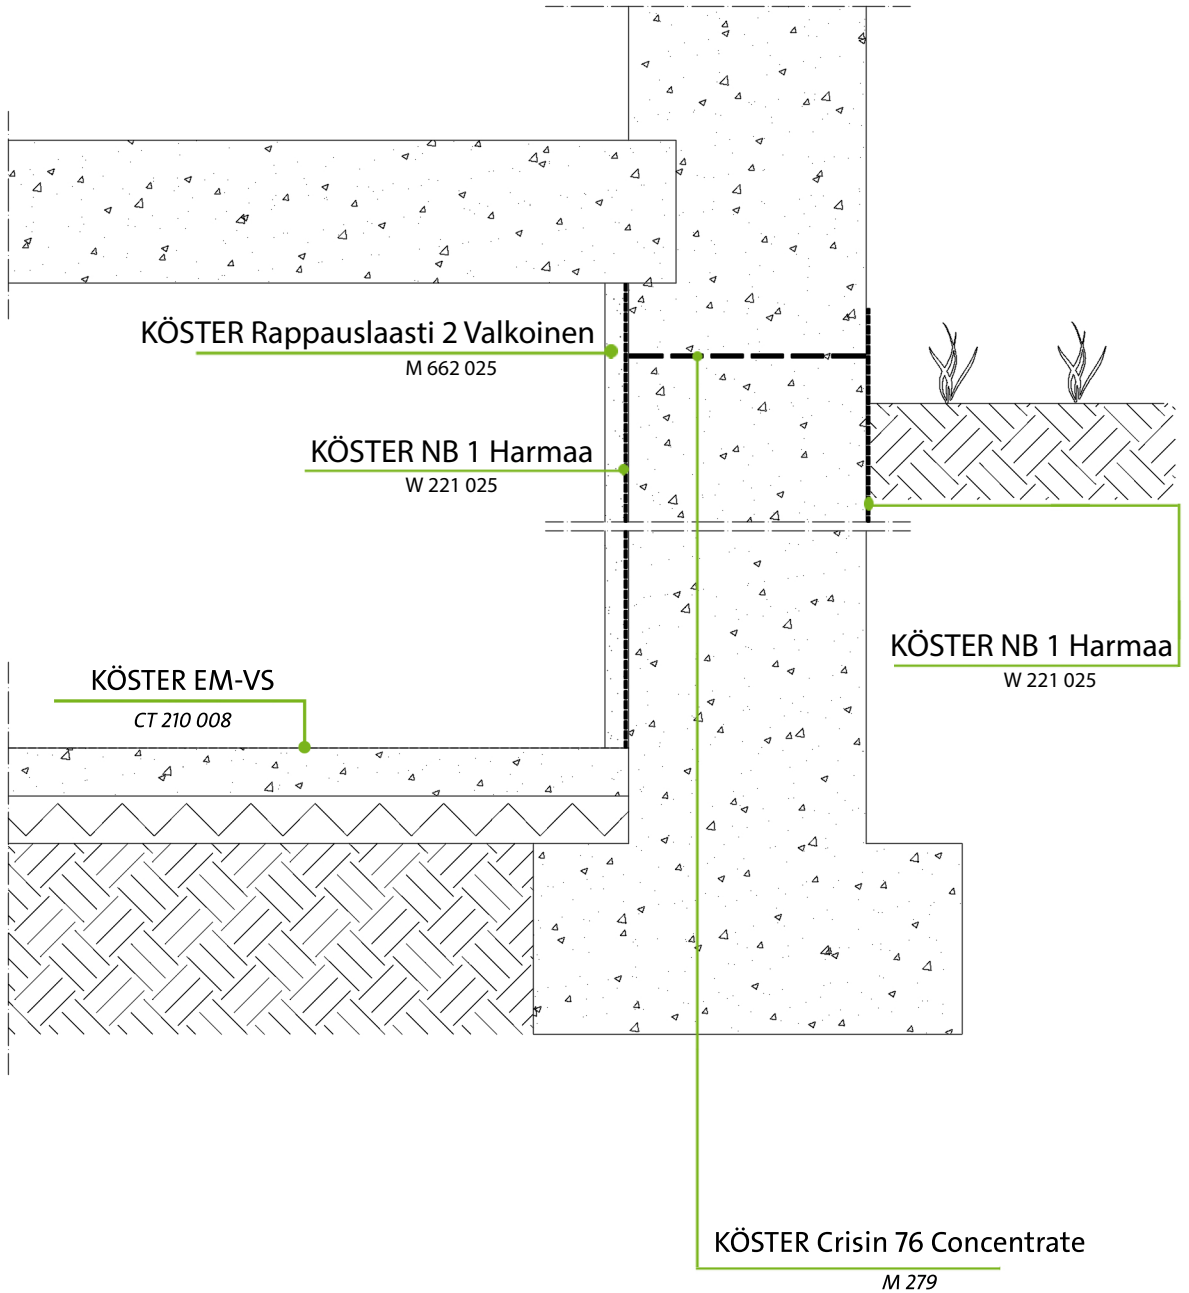 KÖSTER Rappauslaasti 2 Valkoinen
M 662 025
KÖSTER NB 1 Harmaa
W 221 025
KÖSTER NB 1 Harmaa
W 221 025
KÖSTER EM-VS
CT 210 008
KÖSTER Crisin 76 Concentrate
M 279